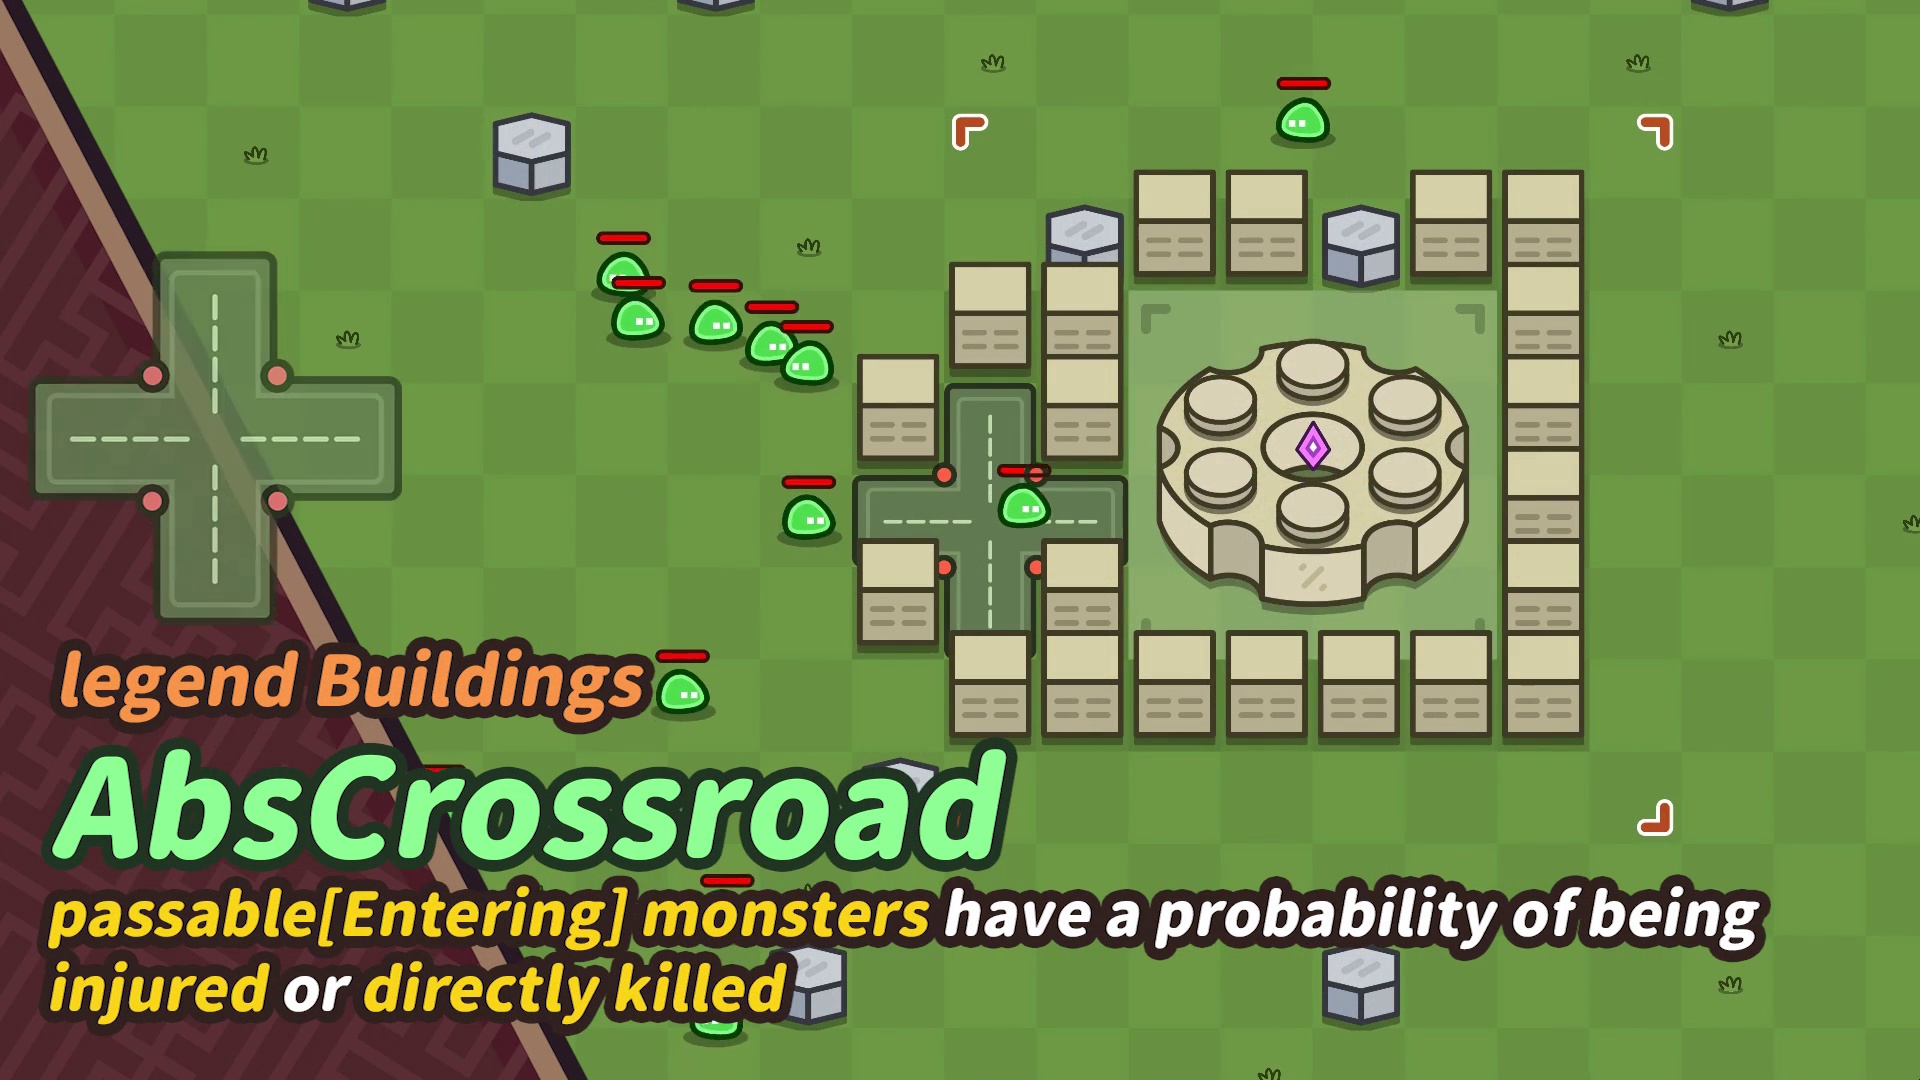 legend Buildings
AbsCrossroad
passable[Entering] monsters have a probability of being
injured or directly killed